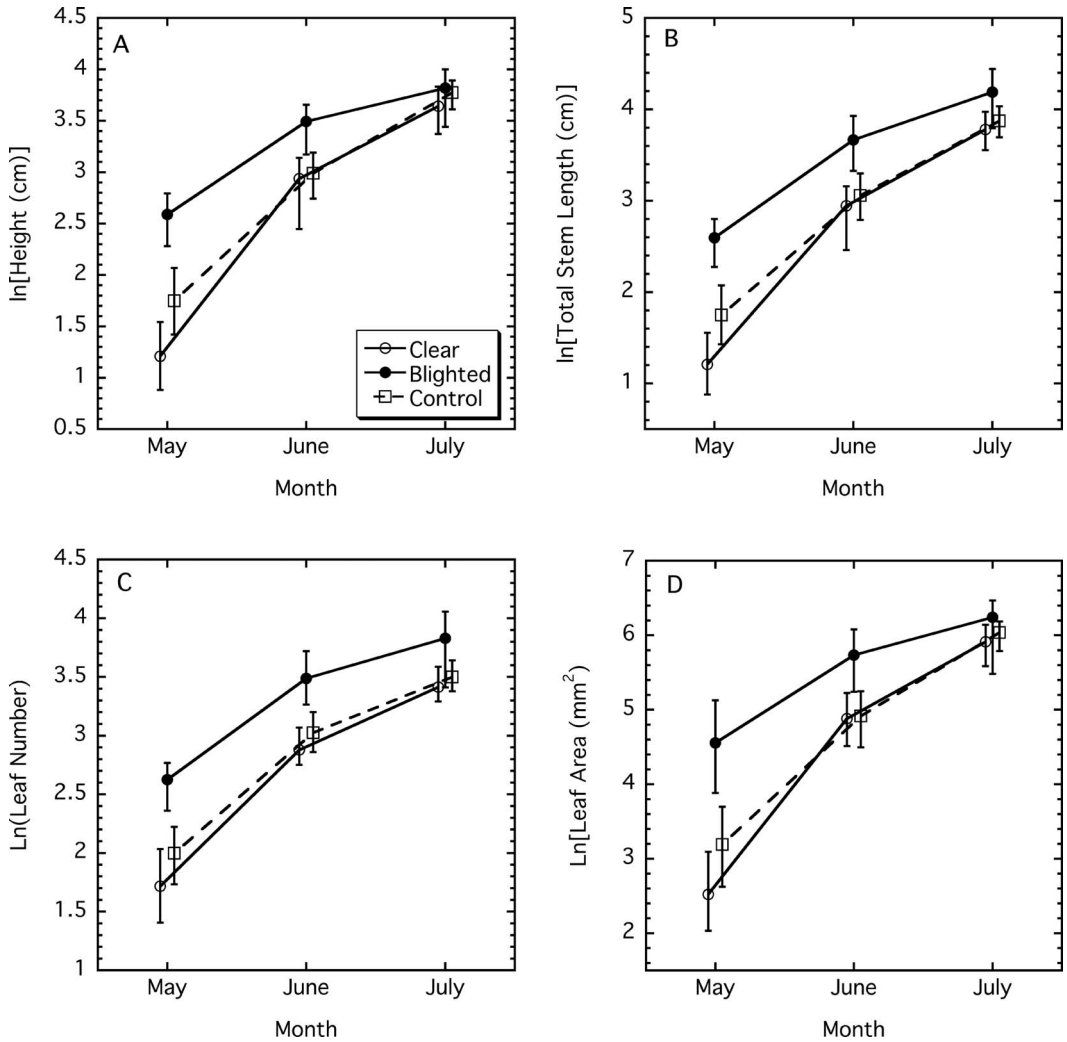 A
ln[Height (cm)]
4.5
4
3.5
3
2.5
2
1.5
1
0.5
Clear
Blighted
Control
May June July
Month
B
ln[Total Stem Length (cm)]
5
4
3
2
1
May June July
Month
C
Ln(Leaf Number)
4.5
4
3.5
3
2.5
2
1.5
1
May June July
Month
D
Ln[Leaf Area (mm²)]
7
6
5
4
3
2
May June July
Month